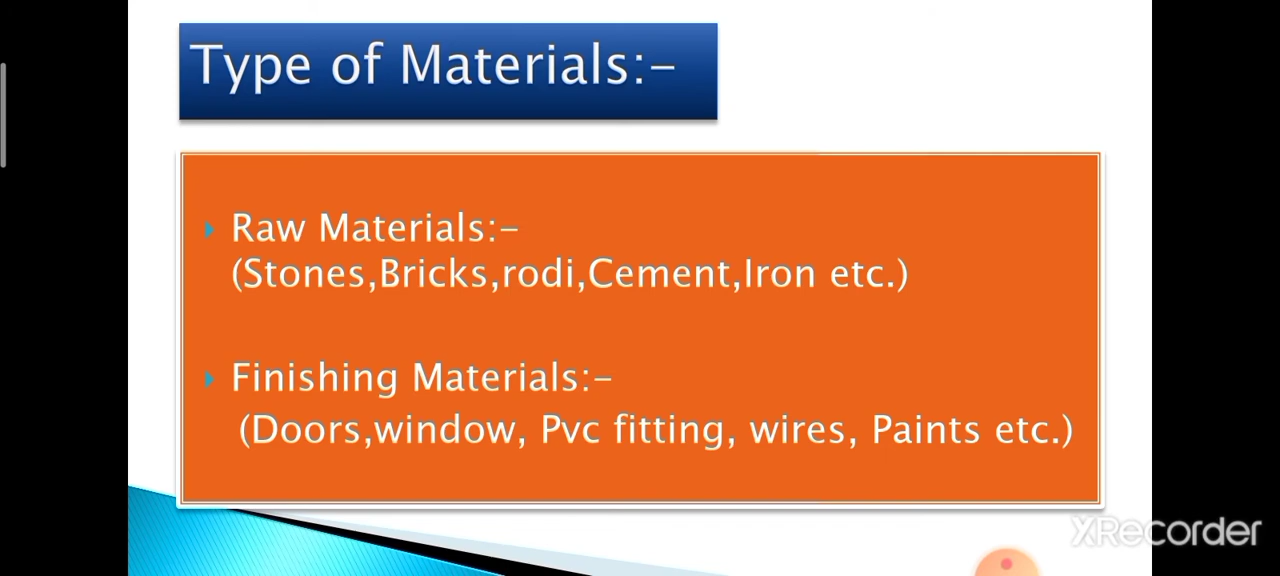 Type of Materials:-
Raw Materials:-
(Stones,Bricks,rodi,Cement,Iron etc.)
Finishing Materials:-
(Doors,window, Pvc fitting, wires, Paints etc.)
XRecorder